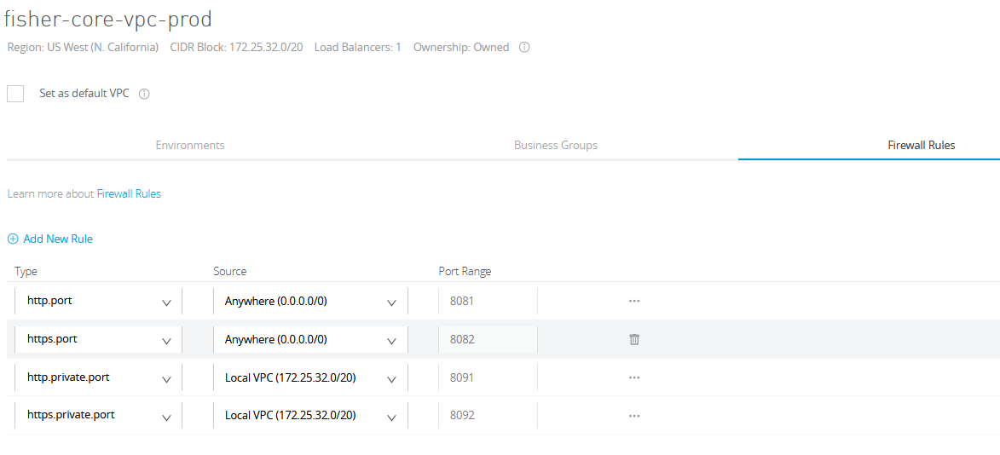 fisher-core-vpc-prod
Region: US West (N. California) CIDR Block: 172.25.32.0/20 Load Balancers: 1 Ownership: Owned
Set as default VPC
Environments Business Groups Firewall Rules
Learn more about Firewall Rules
Add New Rule
Type Source Port Range
http.port Anywhere (0.0.0.0/0) 8081
https.port Anywhere (0.0.0.0/0) 8082
http.private.port Local VPC (172.25.32.0/20) 8091
https.private.port Local VPC (172.25.32.0/20) 8092